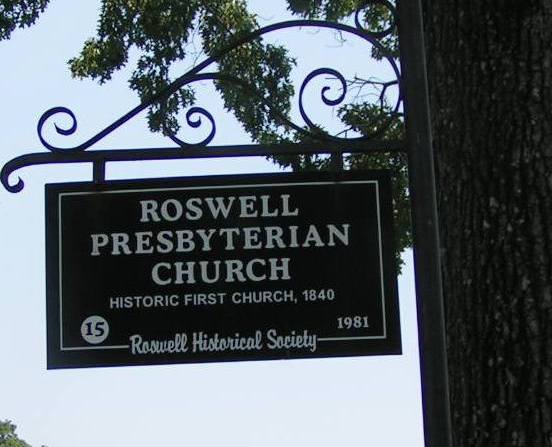 ROSWELL
PRESBYTERIAN
CHURCH
HISTORIC FIRST CHURCH, 1840
15
1981
Roswell Historical Society